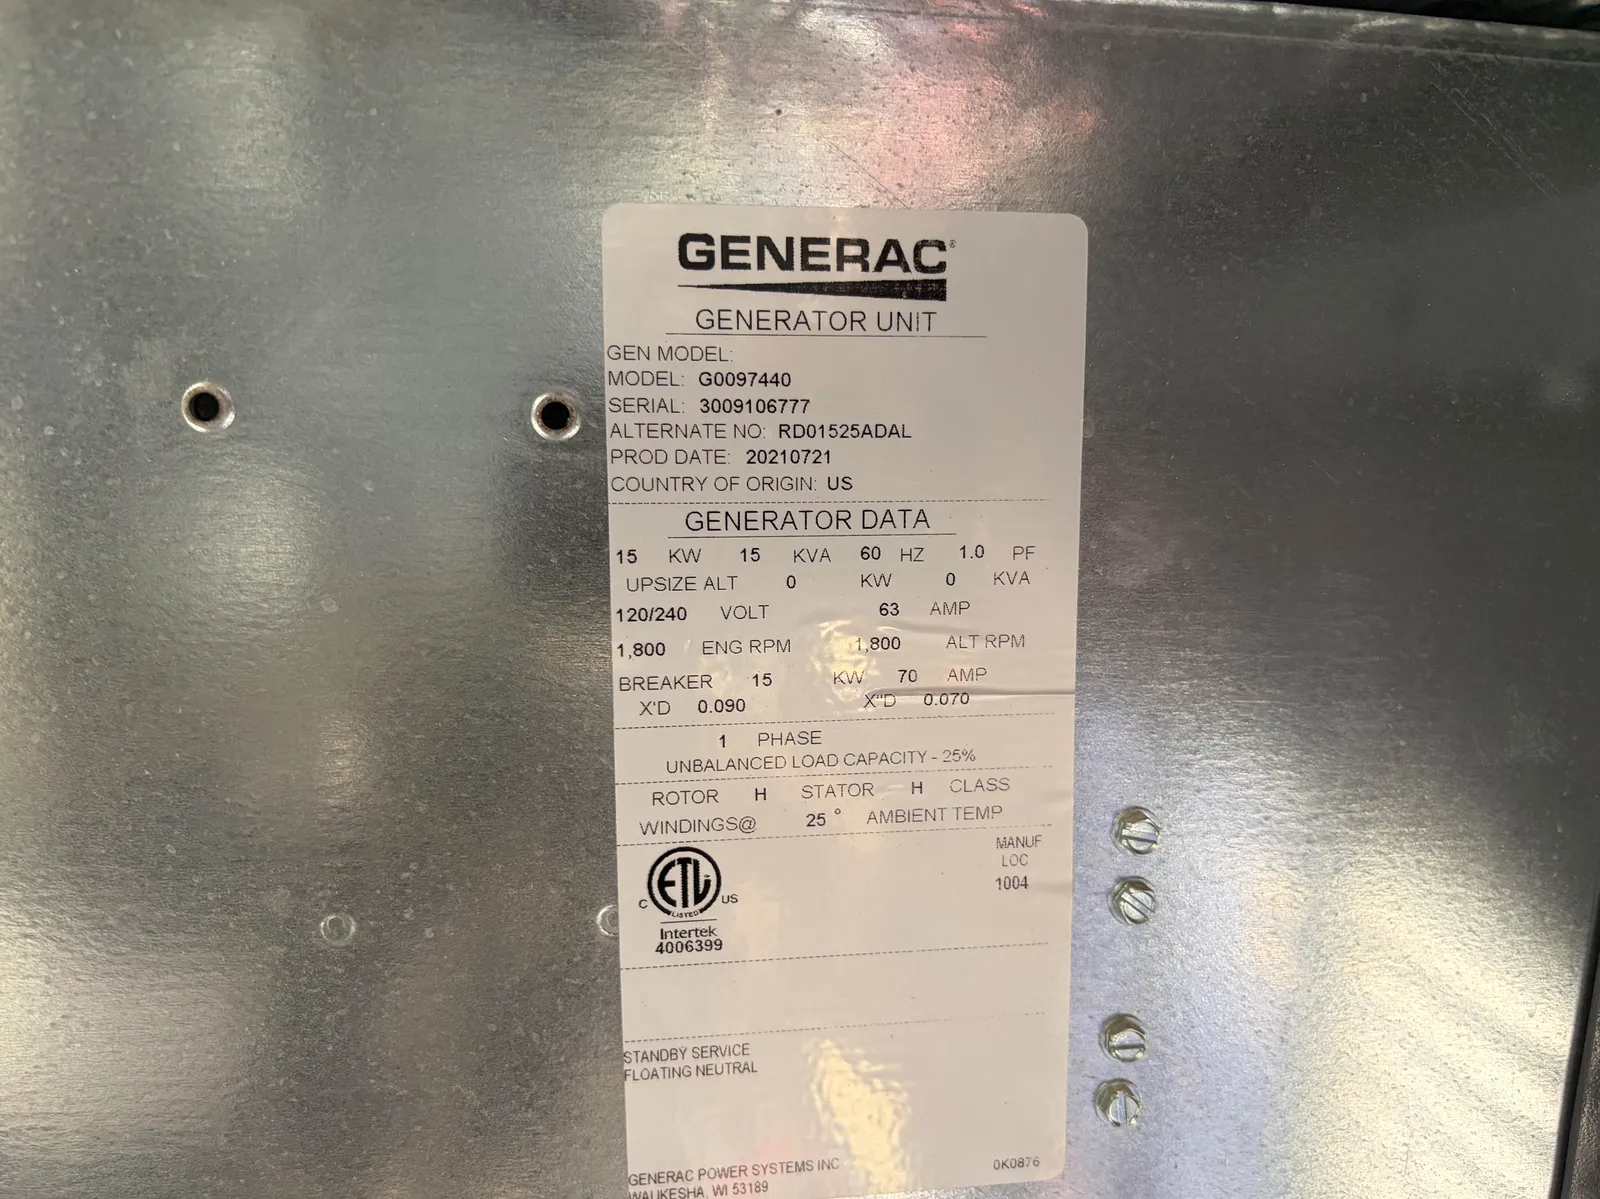 GENERAC®
GENERATOR UNIT
GEN MODEL:
MODEL: G0097440
SERIAL: 3009106777
ALTERNATE NO: RD01525ADAL
PROD DATE: 20210721
COUNTRY OF ORIGIN: US
GENERATOR DATA
15 KW 15 KVA 60 HZ 1.0 PF
UPSIZE ALT 0 KW 0 KVA
120/240 VOLT 63 AMP
1,800 ENG RPM 1,800 ALT RPM
BREAKER 15 KW 70 AMP
X'D 0.090 X"D 0.070
1 PHASE
UNBALANCED LOAD CAPACITY - 25%
ROTOR H STATOR H CLASS
WINDINGS@ 25 ° AMBIENT TEMP
MANUF
LOC
1004
ETL
LISTED
C US
Intertek
4006399
STANDBY SERVICE
FLOATING NEUTRAL
GENERAC POWER SYSTEMS INC 0K0876
WAUKESHA, WI 53189